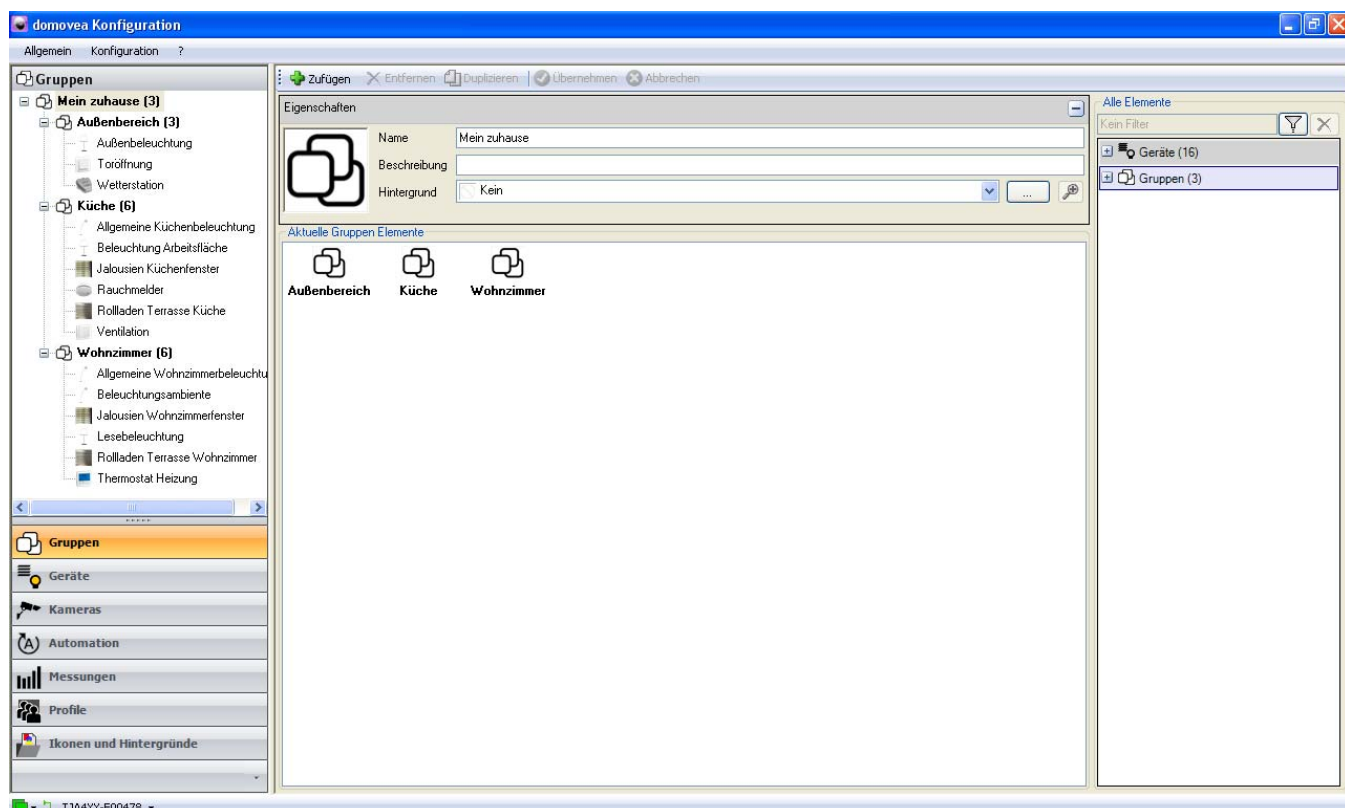 domovea Konfiguration
Allgemein Konfiguration ?
Gruppen
Mein zuhause (3)
Außenbereich (3)
Außenbeleuchtung
Toröffnung
Wetterstation
Küche (6)
Allgemeine Küchenbeleuchtung
Beleuchtung Arbeitsfläche
Jalousien Küchenfenster
Rauchmelder
Rollladen Terrasse Küche
Ventilation
Wohnzimmer (6)
Allgemeine Wohnzimmerbeleuchtu
Beleuchtungsambiente
Jalousien Wohnzimmerfenster
Lesebeleuchtung
Rollladen Terrasse Wohnzimmer
Thermostat Heizung
Gruppen
Geräte
Kameras
Automation
Messungen
Profile
Ikonen und Hintergründe
Zufügen Entfernen Duplizieren Übernehmen Abbrechen
Eigenschaften
Name Mein zuhause
Beschreibung
Hintergrund Kein ...
Aktuelle Gruppen Elemente
Außenbereich Küche Wohnzimmer
Alle Elemente
Kein Filter
Geräte (16)
Gruppen (3)